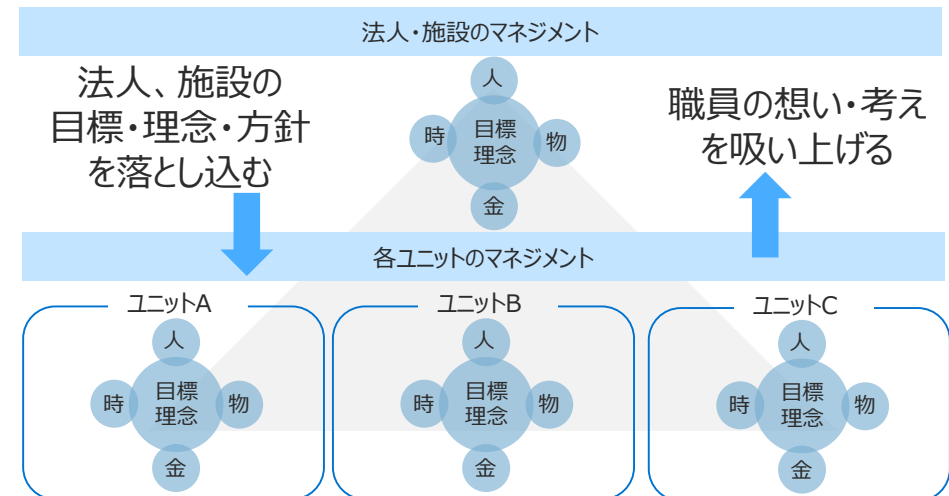 法人・施設のマネジメント
法人、施設の
目標・理念・方針
を落とし込む
人
時
目標
理念
物
金
職員の想い・考え
を吸い上げる
各ユニットのマネジメント
ユニットA
人
時
目標
理念
物
金
ユニットB
人
時
目標
理念
物
金
ユニットC
人
時
目標
理念
物
金